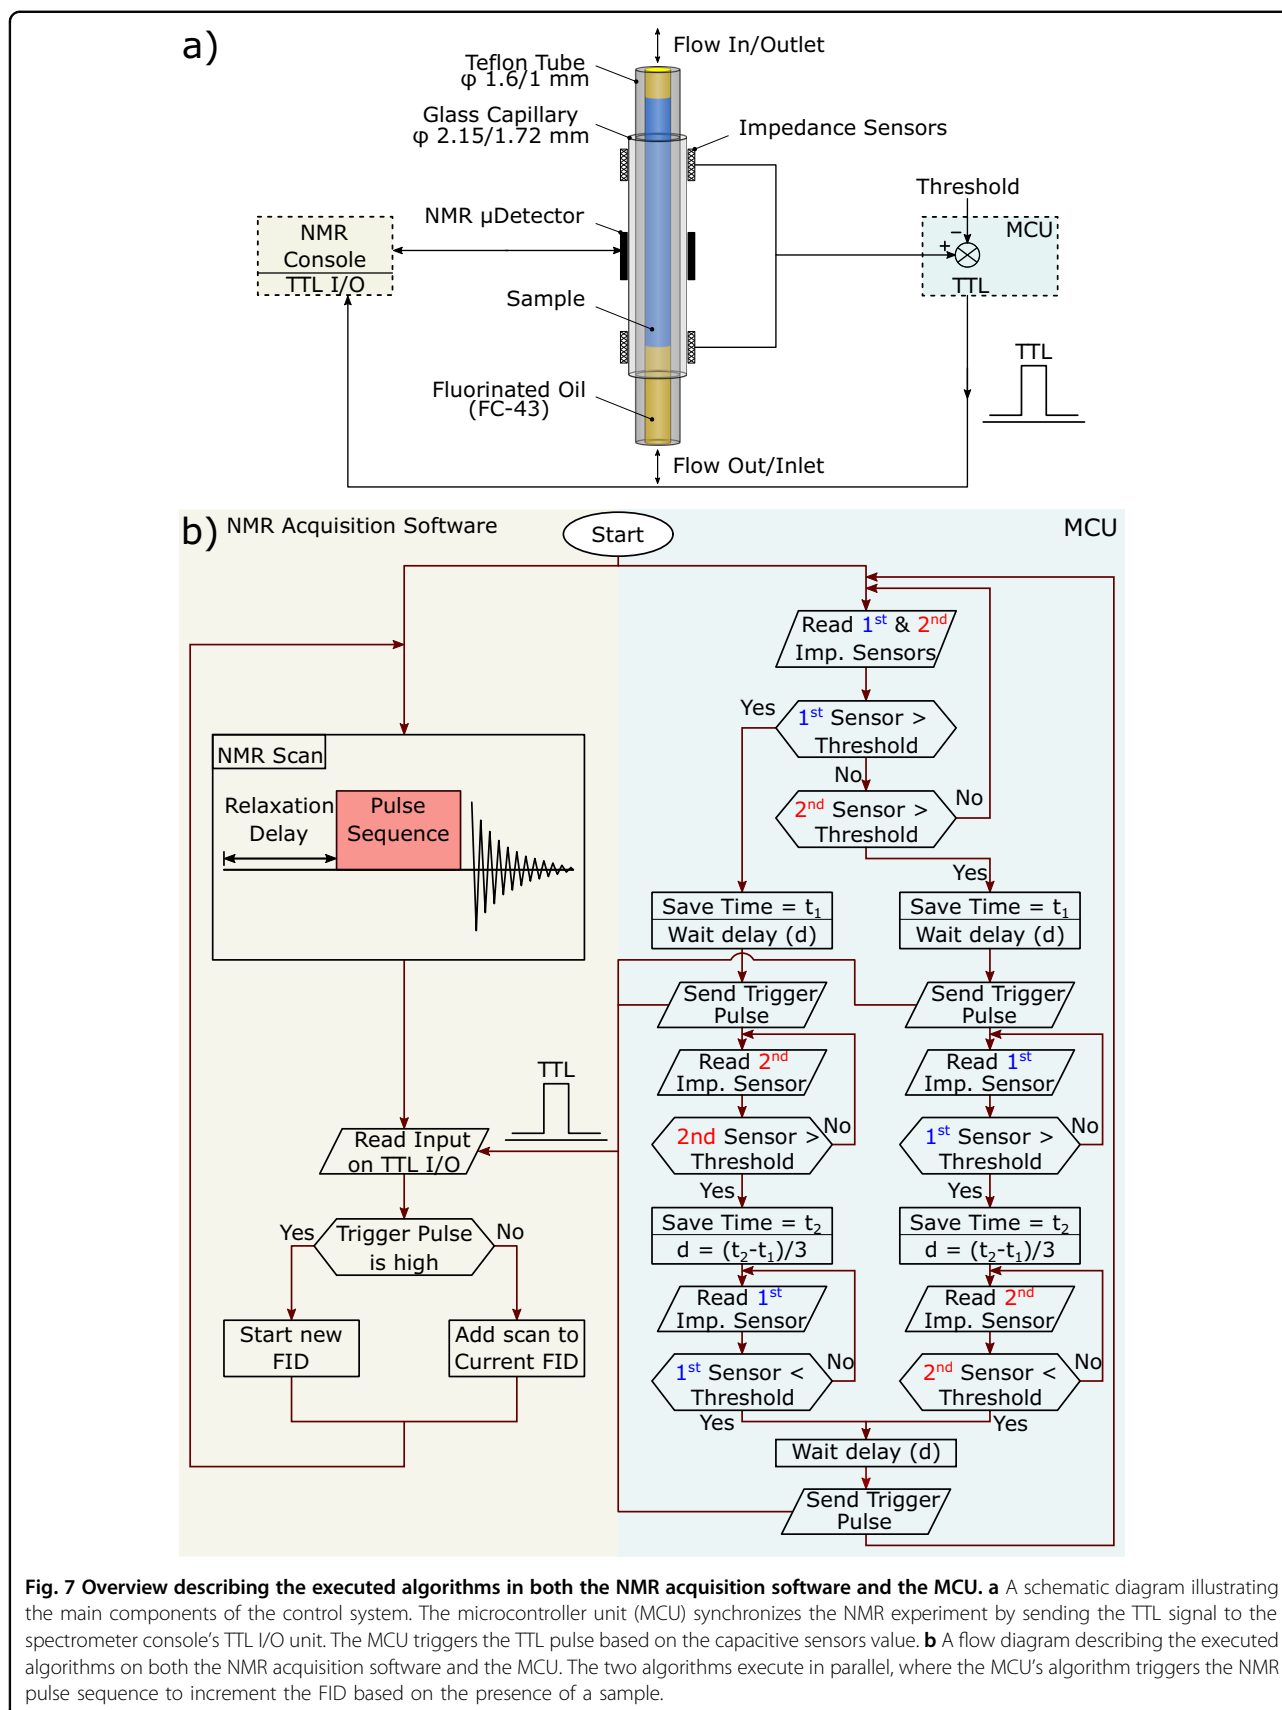 a)
Flow In/Outlet
Teflon Tube
φ 1.6/1 mm
Glass Capillary
φ 2.15/1.72 mm
Impedance Sensors
Threshold
NMR μDetector
NMR
Console
TTL I/O
−
+
MCU
TTL
Sample
TTL
Fluorinated Oil
(FC-43)
Flow Out/Inlet
b) NMR Acquisition Software
Start
MCU
Read 1st & 2nd
Imp. Sensors
Yes
1st Sensor >
Threshold
No
NMR Scan
2nd Sensor >
Threshold
No
Relaxation
Delay
Pulse
Sequence
Yes
Save Time = t1
Wait delay (d)
Save Time = t1
Wait delay (d)
Send Trigger
Pulse
Send Trigger
Pulse
Read 2nd
Imp. Sensor
Read 1st
Imp. Sensor
TTL
Read Input
on TTL I/O
2nd Sensor >
Threshold
No
1st Sensor >
Threshold
No
Yes
Yes
Yes
Trigger Pulse
is high
No
Save Time = t2
d = (t2-t1)/3
Save Time = t2
d = (t2-t1)/3
Read 1st
Imp. Sensor
Read 2nd
Imp. Sensor
Start new
FID
Add scan to
Current FID
1st Sensor <
Threshold
No
2nd Sensor <
Threshold
No
Yes
Yes
Wait delay (d)
Send Trigger
Pulse
Fig. 7 Overview describing the executed algorithms in both the NMR acquisition software and the MCU. a A schematic diagram illustrating
the main components of the control system. The microcontroller unit (MCU) synchronizes the NMR experiment by sending the TTL signal to the
spectrometer console's TTL I/O unit. The MCU triggers the TTL pulse based on the capacitive sensors value. b A flow diagram describing the executed
algorithms on both the NMR acquisition software and the MCU. The two algorithms execute in parallel, where the MCU's algorithm triggers the NMR
pulse sequence to increment the FID based on the presence of a sample.